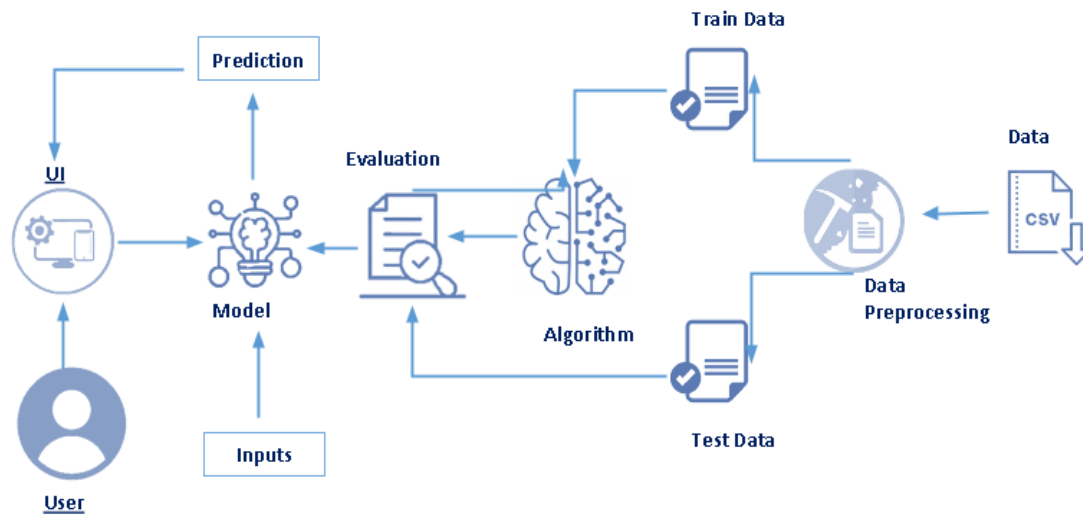 Train Data
Prediction
Evaluation
Data
UI
CSV
Model
Data
Preprocessing
Algorithm
Test Data
Inputs
User